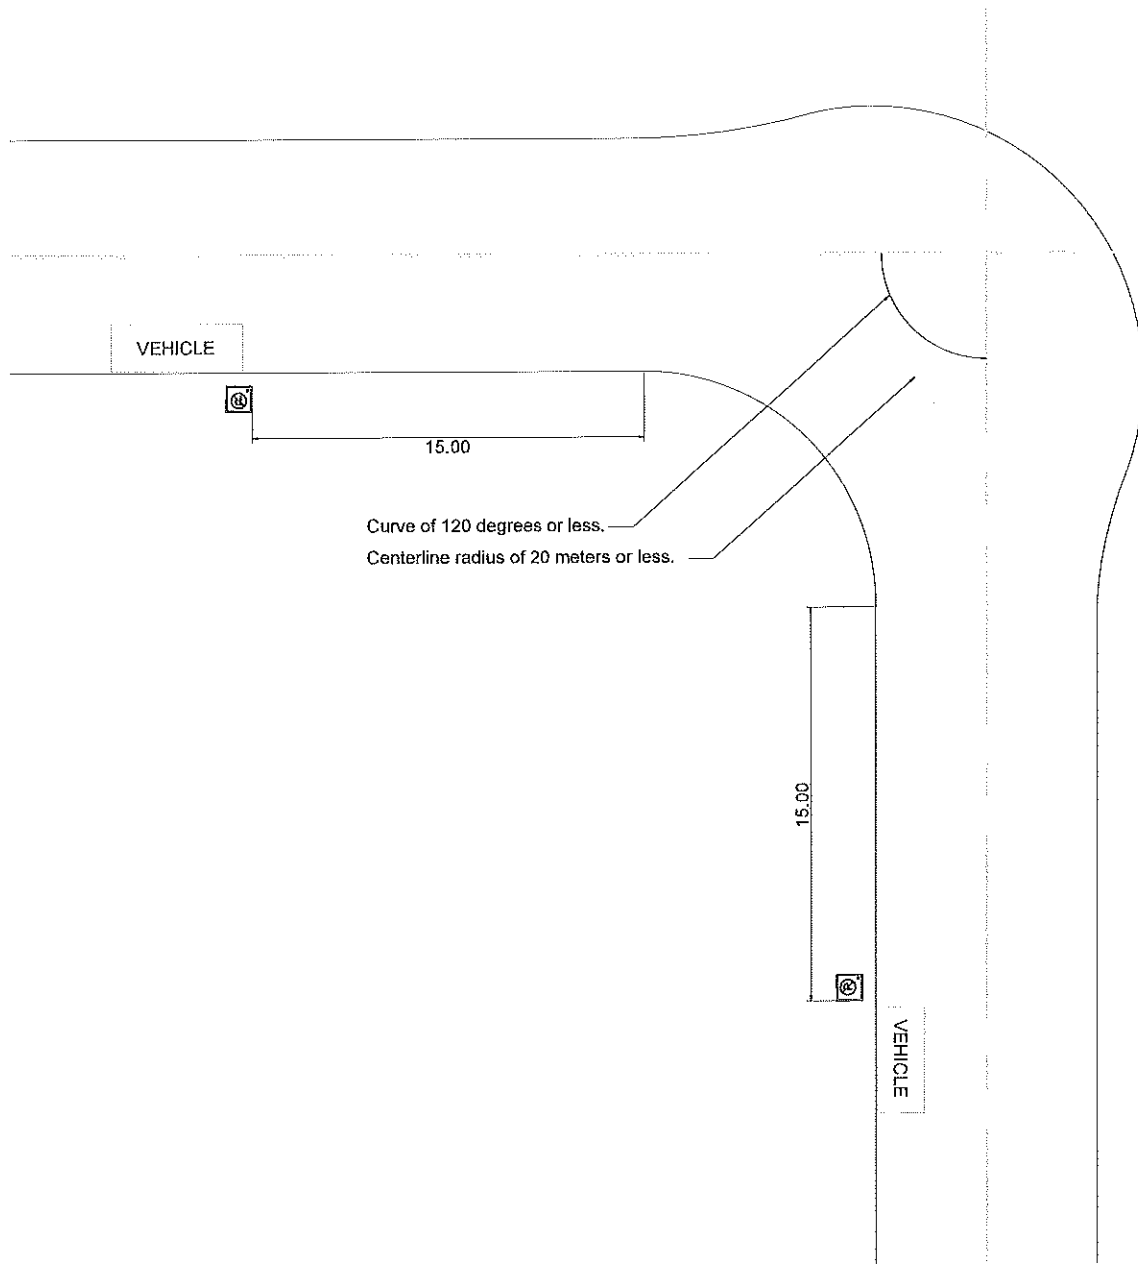 VEHICLE
15.00
Curve of 120 degrees or less.
Centerline radius of 20 meters or less.
15.00
VEHICLE